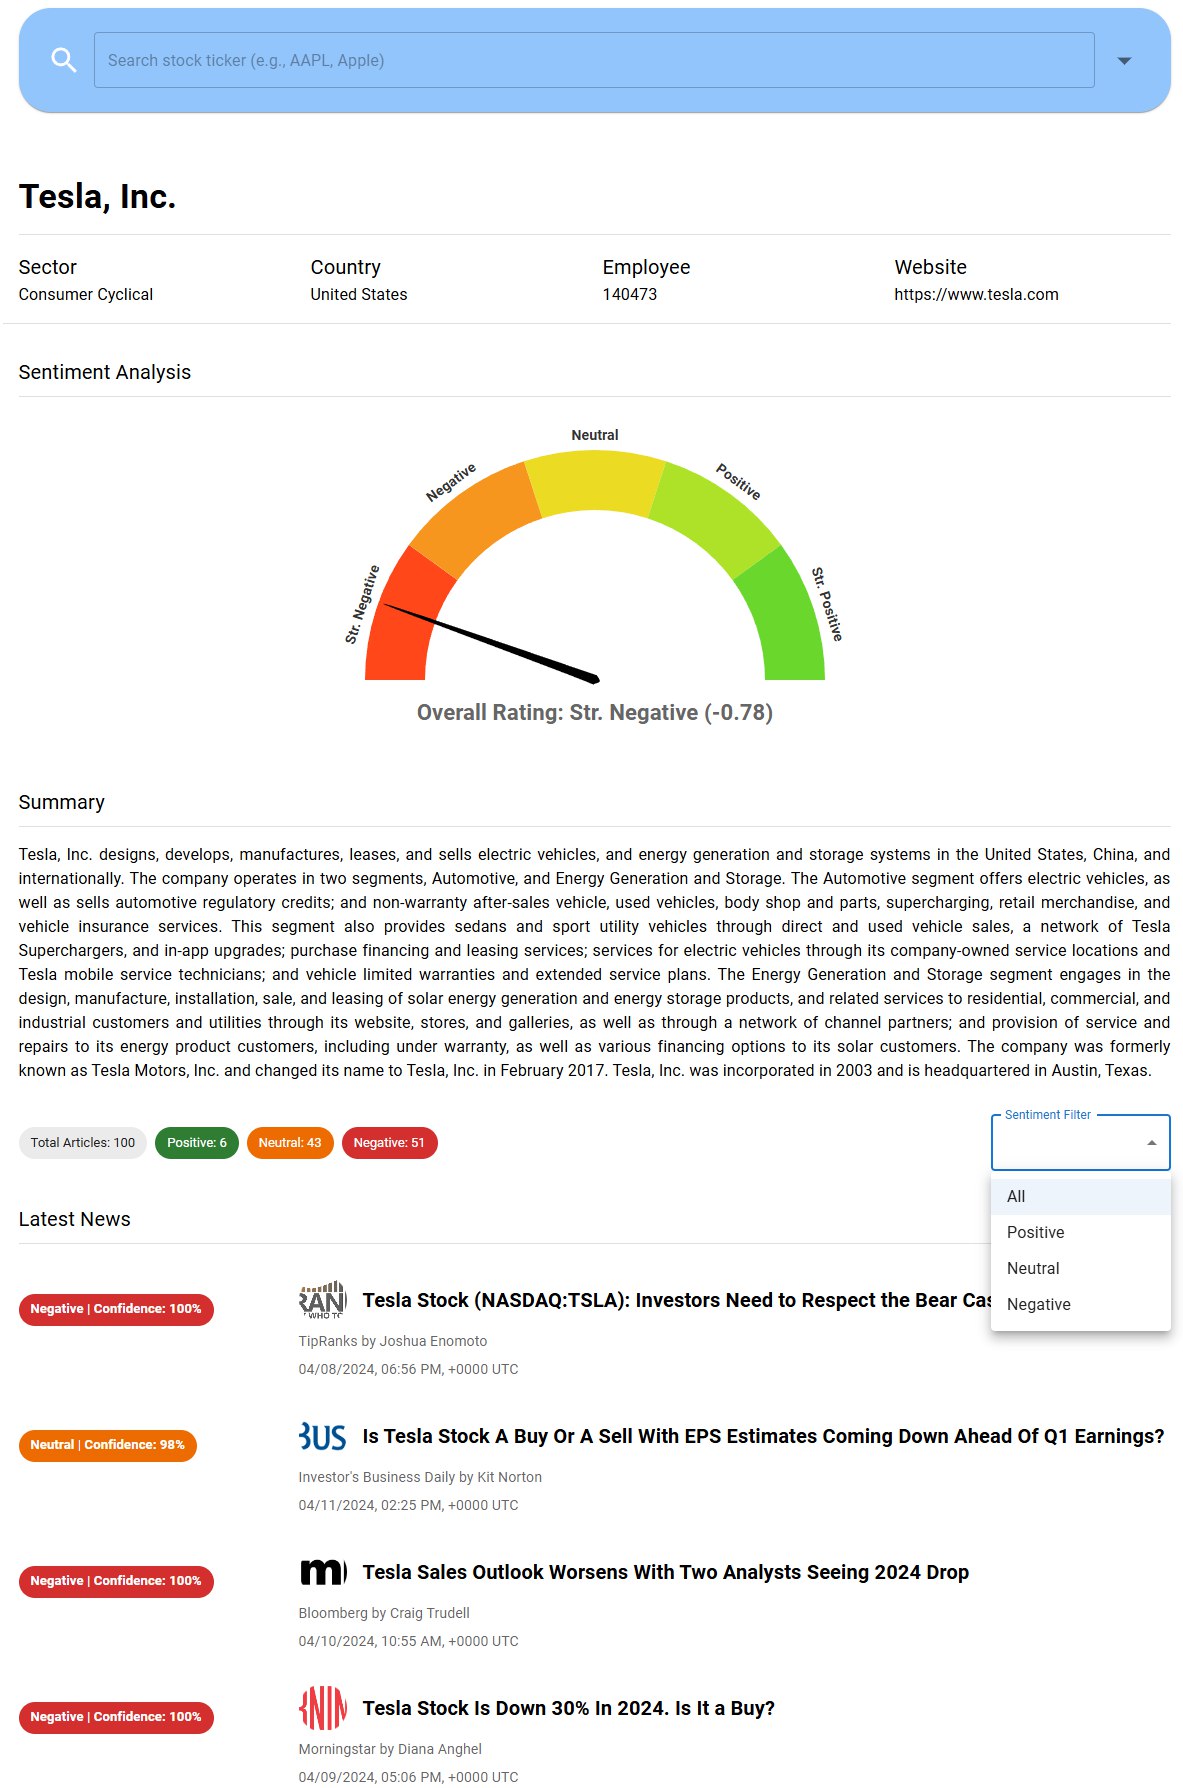 Search stock ticker (e.g., AAPL, Apple)
Tesla, Inc.
Sector
Consumer Cyclical
Country
United States
Employee
140473
Website
https://www.tesla.com
Sentiment Analysis
Str. Negative
Negative
Neutral
Positive
Str. Positive
Overall Rating: Str. Negative (-0.78)
Summary
Tesla, Inc. designs, develops, manufactures, leases, and sells electric vehicles, and energy generation and storage systems in the United States, China, and
internationally. The company operates in two segments, Automotive, and Energy Generation and Storage. The Automotive segment offers electric vehicles, as
well as sells automotive regulatory credits; and non-warranty after-sales vehicle, used vehicles, body shop and parts, supercharging, retail merchandise, and
vehicle insurance services. This segment also provides sedans and sport utility vehicles through direct and used vehicle sales, a network of Tesla
Superchargers, and in-app upgrades; purchase financing and leasing services; services for electric vehicles through its company-owned service locations and
Tesla mobile service technicians; and vehicle limited warranties and extended service plans. The Energy Generation and Storage segment engages in the
design, manufacture, installation, sale, and leasing of solar energy generation and energy storage products, and related services to residential, commercial, and
industrial customers and utilities through its website, stores, and galleries, as well as through a network of channel partners; and provision of service and
repairs to its energy product customers, including under warranty, as well as various financing options to its solar customers. The company was formerly
known as Tesla Motors, Inc. and changed its name to Tesla, Inc. in February 2017. Tesla, Inc. was incorporated in 2003 and is headquartered in Austin, Texas.
Total Articles: 100
Positive: 6
Neutral: 43
Negative: 51
Sentiment Filter
All
Positive
Neutral
Negative
Latest News
Negative | Confidence: 100%
RAN
WHO TO
Tesla Stock (NASDAQ:TSLA): Investors Need to Respect the Bear Cas
TipRanks by Joshua Enomoto
04/08/2024, 06:56 PM, +0000 UTC
Neutral | Confidence: 98%
BUS
Is Tesla Stock A Buy Or A Sell With EPS Estimates Coming Down Ahead Of Q1 Earnings?
Investor's Business Daily by Kit Norton
04/11/2024, 02:25 PM, +0000 UTC
Negative | Confidence: 100%
m
Tesla Sales Outlook Worsens With Two Analysts Seeing 2024 Drop
Bloomberg by Craig Trudell
04/10/2024, 10:55 AM, +0000 UTC
Negative | Confidence: 100%
NIN
Tesla Stock Is Down 30% In 2024. Is It a Buy?
Morningstar by Diana Anghel
04/09/2024, 05:06 PM, +0000 UTC